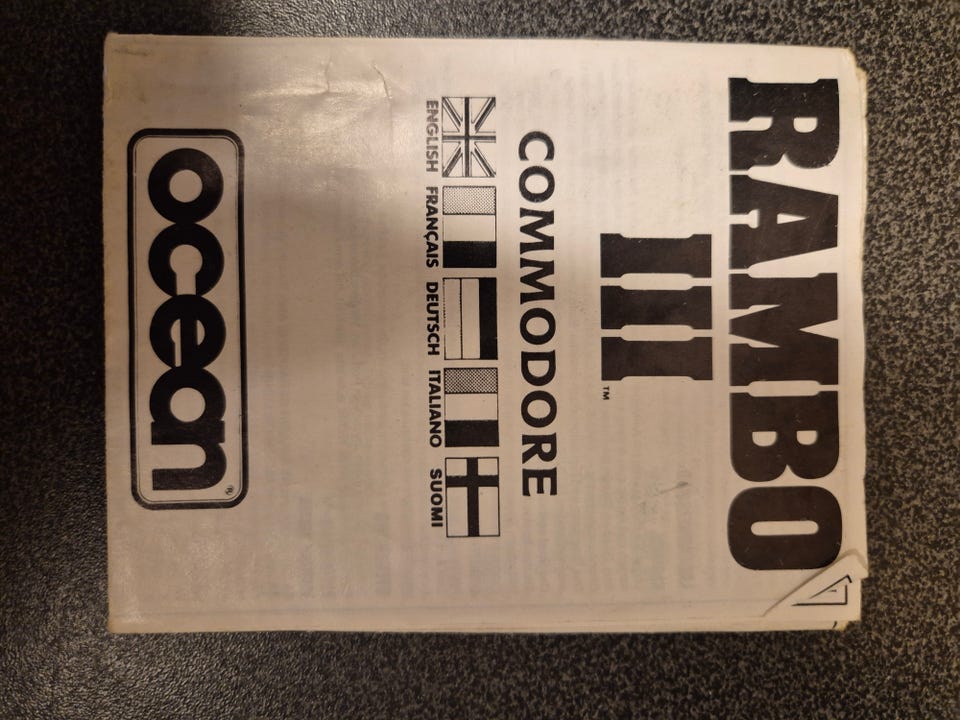 RAMBO
III™
COMMODORE
ENGLISH FRANÇAIS DEUTSCH ITALIANO SUOMI
ocean®